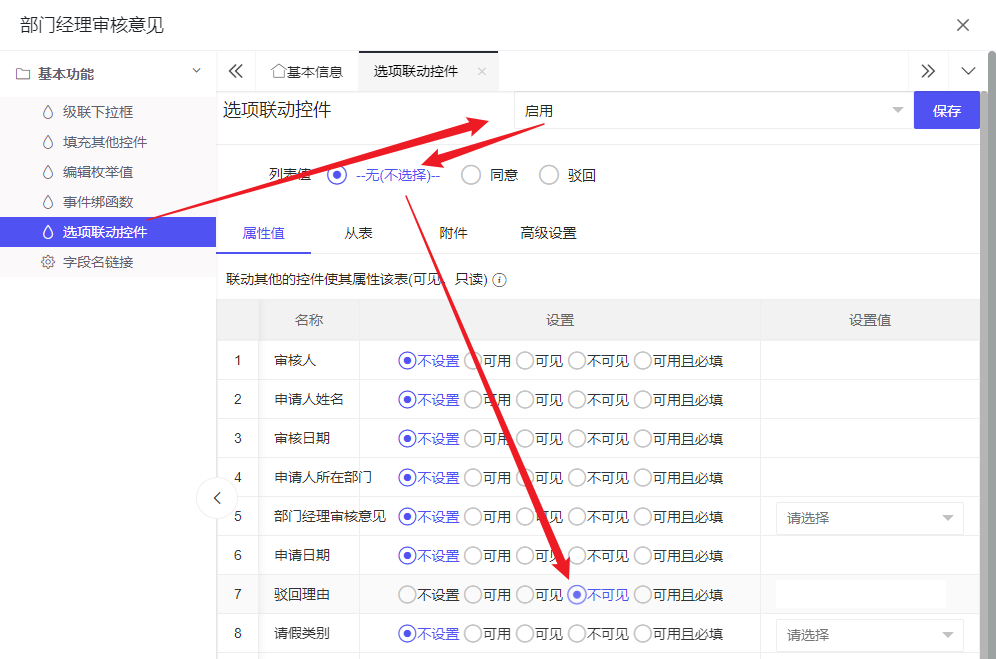 部门经理审核意见
基本功能
级联下拉框
填充其他控件
编辑枚举值
事件绑函数
选项联动控件
字段名链接
基本信息 选项联动控件
选项联动控件 启用 保存
列表值 --无(不选择)-- 同意 驳回
属性值 从表 附件 高级设置
联动其他的控件使其属性该表(可见 只读)
名称 设置 设置值
1 审核人 不设置 可用 可见 不可见 可用且必填
2 申请人姓名 不设置 可用 可见 不可见 可用且必填
3 审核日期 不设置 可用 可见 不可见 可用且必填
4 申请人所在部门 不设置 可用 可见 不可见 可用且必填
5 部门经理审核意见 不设置 可用 可见 不可见 可用且必填 请选择
6 申请日期 不设置 可用 可见 不可见 可用且必填
7 驳回理由 不设置 可用 可见 不可见 可用且必填
8 请假类别 不设置 可用 可见 不可见 可用且必填 请选择